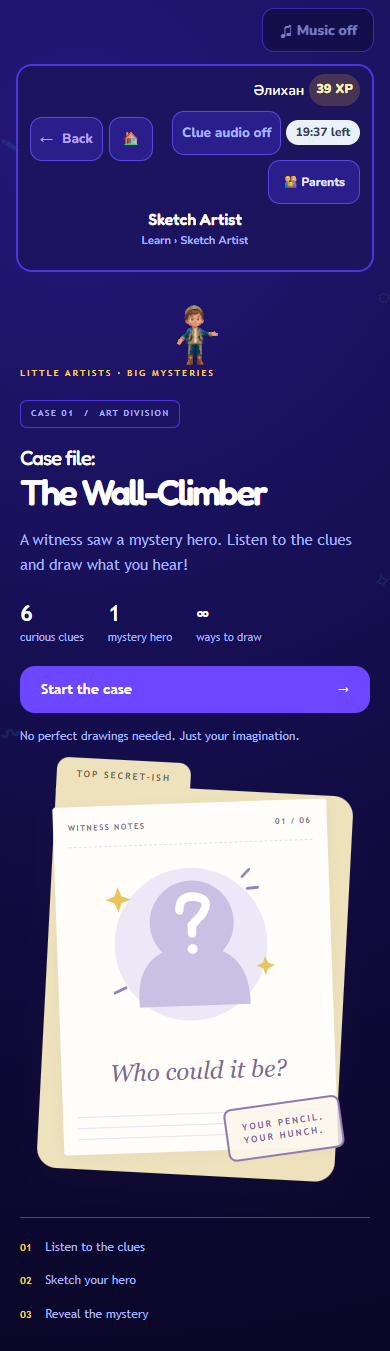 ♫ Music off
Әлихан 39 XP
← Back
Clue audio off 19:37 left
Parents
Sketch Artist
Learn › Sketch Artist
LITTLE ARTISTS · BIG MYSTERIES
CASE 01 / ART DIVISION
Case file:
The Wall-Climber
A witness saw a mystery hero. Listen to the clues
and draw what you hear!
6 1 ∞
curious clues mystery hero ways to draw
Start the case →
No perfect drawings needed. Just your imagination.
TOP SECRET-ISH
WITNESS NOTES 01 / 06
?
Who could it be?
YOUR PENCIL.
YOUR HUNCH.
01 Listen to the clues
02 Sketch your hero
03 Reveal the mystery